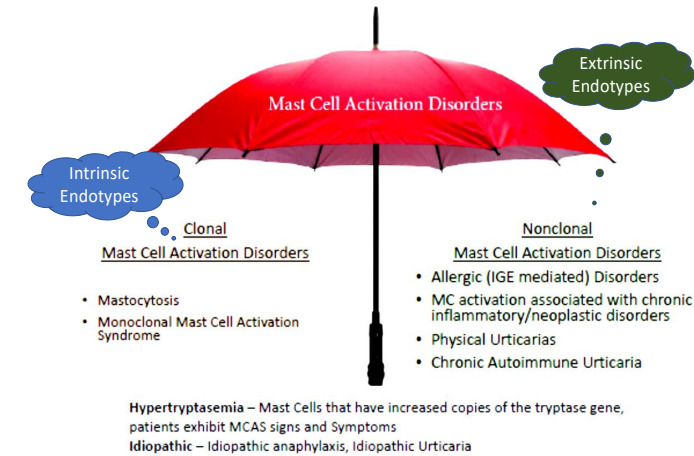 Mast Cell Activation Disorders
Extrinsic
Endotypes
Intrinsic
Endotypes
Clonal
Mast Cell Activation Disorders
• Mastocytosis
• Monoclonal Mast Cell Activation
Syndrome
Nonclonal
Mast Cell Activation Disorders
• Allergic (IGE mediated) Disorders
• MC activation associated with chronic
inflammatory/neoplastic disorders
• Physical Urticarias
• Chronic Autoimmune Urticaria
Hypertryptasemia – Mast Cells that have increased copies of the tryptase gene,
patients exhibit MCAS signs and Symptoms
Idiopathic – Idiopathic anaphylaxis, Idiopathic Urticaria